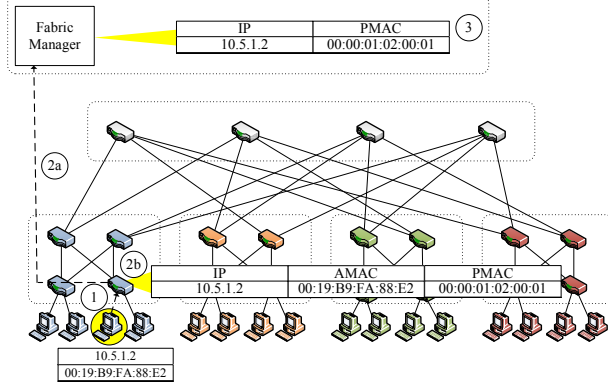 Fabric
Manager
IP PMAC
10.5.1.2 00:00:01:02:00:01
3
2a
2b
IP AMAC PMAC
10.5.1.2 00:19:B9:FA:88:E2 00:00:01:02:00:01
1
10.5.1.2
00:19:B9:FA:88:E2